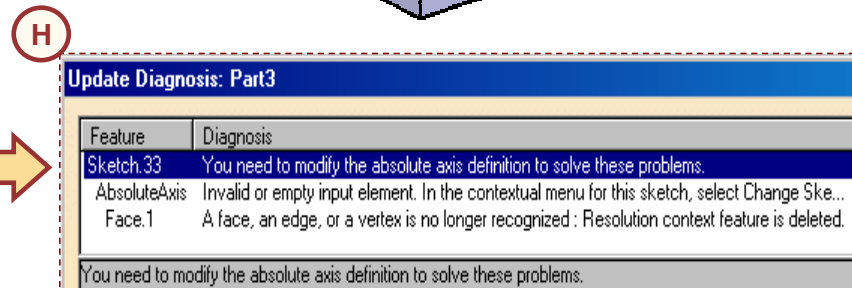 H
Update Diagnosis: Part3
Feature Diagnosis
Sketch.33 You need to modify the absolute axis definition to solve these problems.
AbsoluteAxis Invalid or empty input element. In the contextual menu for this sketch, select Change Ske...
Face.1 A face, an edge, or a vertex is no longer recognized : Resolution context feature is deleted.
You need to modify the absolute axis definition to solve these problems.